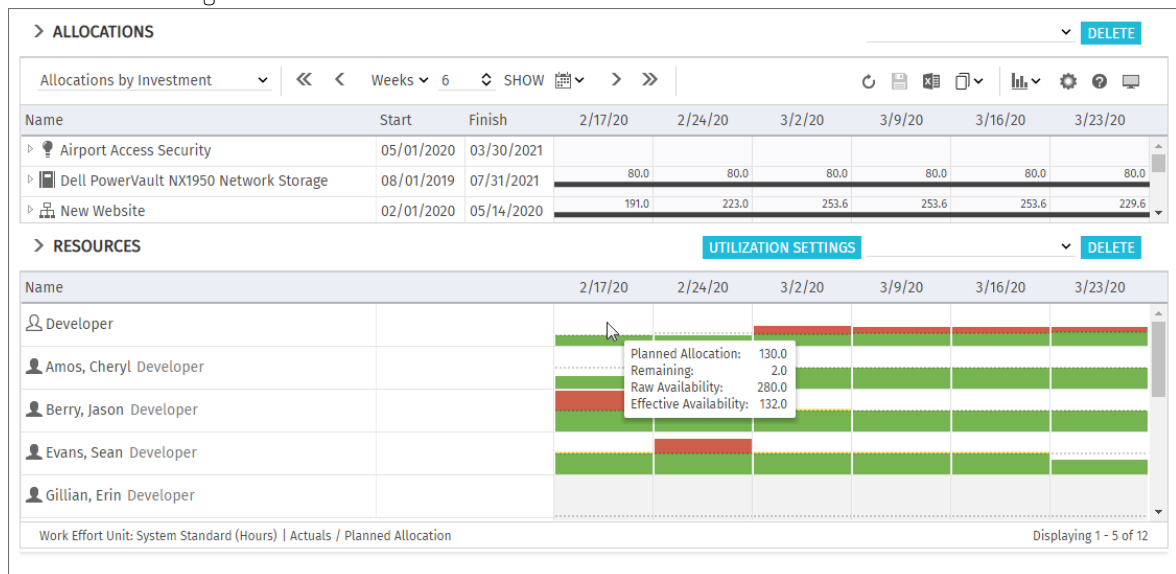 ALLOCATIONS DELETE
Allocations by Investment Weeks 6 SHOW
Name Start Finish 2/17/20 2/24/20 3/2/20 3/9/20 3/16/20 3/23/20
Airport Access Security 05/01/2020 03/30/2021
Dell PowerVault NX1950 Network Storage 08/01/2019 07/31/2021 80.0 80.0 80.0 80.0 80.0 80.0
New Website 02/01/2020 05/14/2020 191.0 223.0 253.6 253.6 253.6 229.6
RESOURCES UTILIZATION SETTINGS DELETE
Name 2/17/20 2/24/20 3/2/20 3/9/20 3/16/20 3/23/20
Developer
Planned Allocation: 130.0
Remaining: 2.0
Raw Availability: 280.0
Effective Availability: 132.0
Amos, Cheryl Developer
Berry, Jason Developer
Evans, Sean Developer
Gillian, Erin Developer
Work Effort Unit: System Standard (Hours) | Actuals / Planned Allocation Displaying 1 - 5 of 12